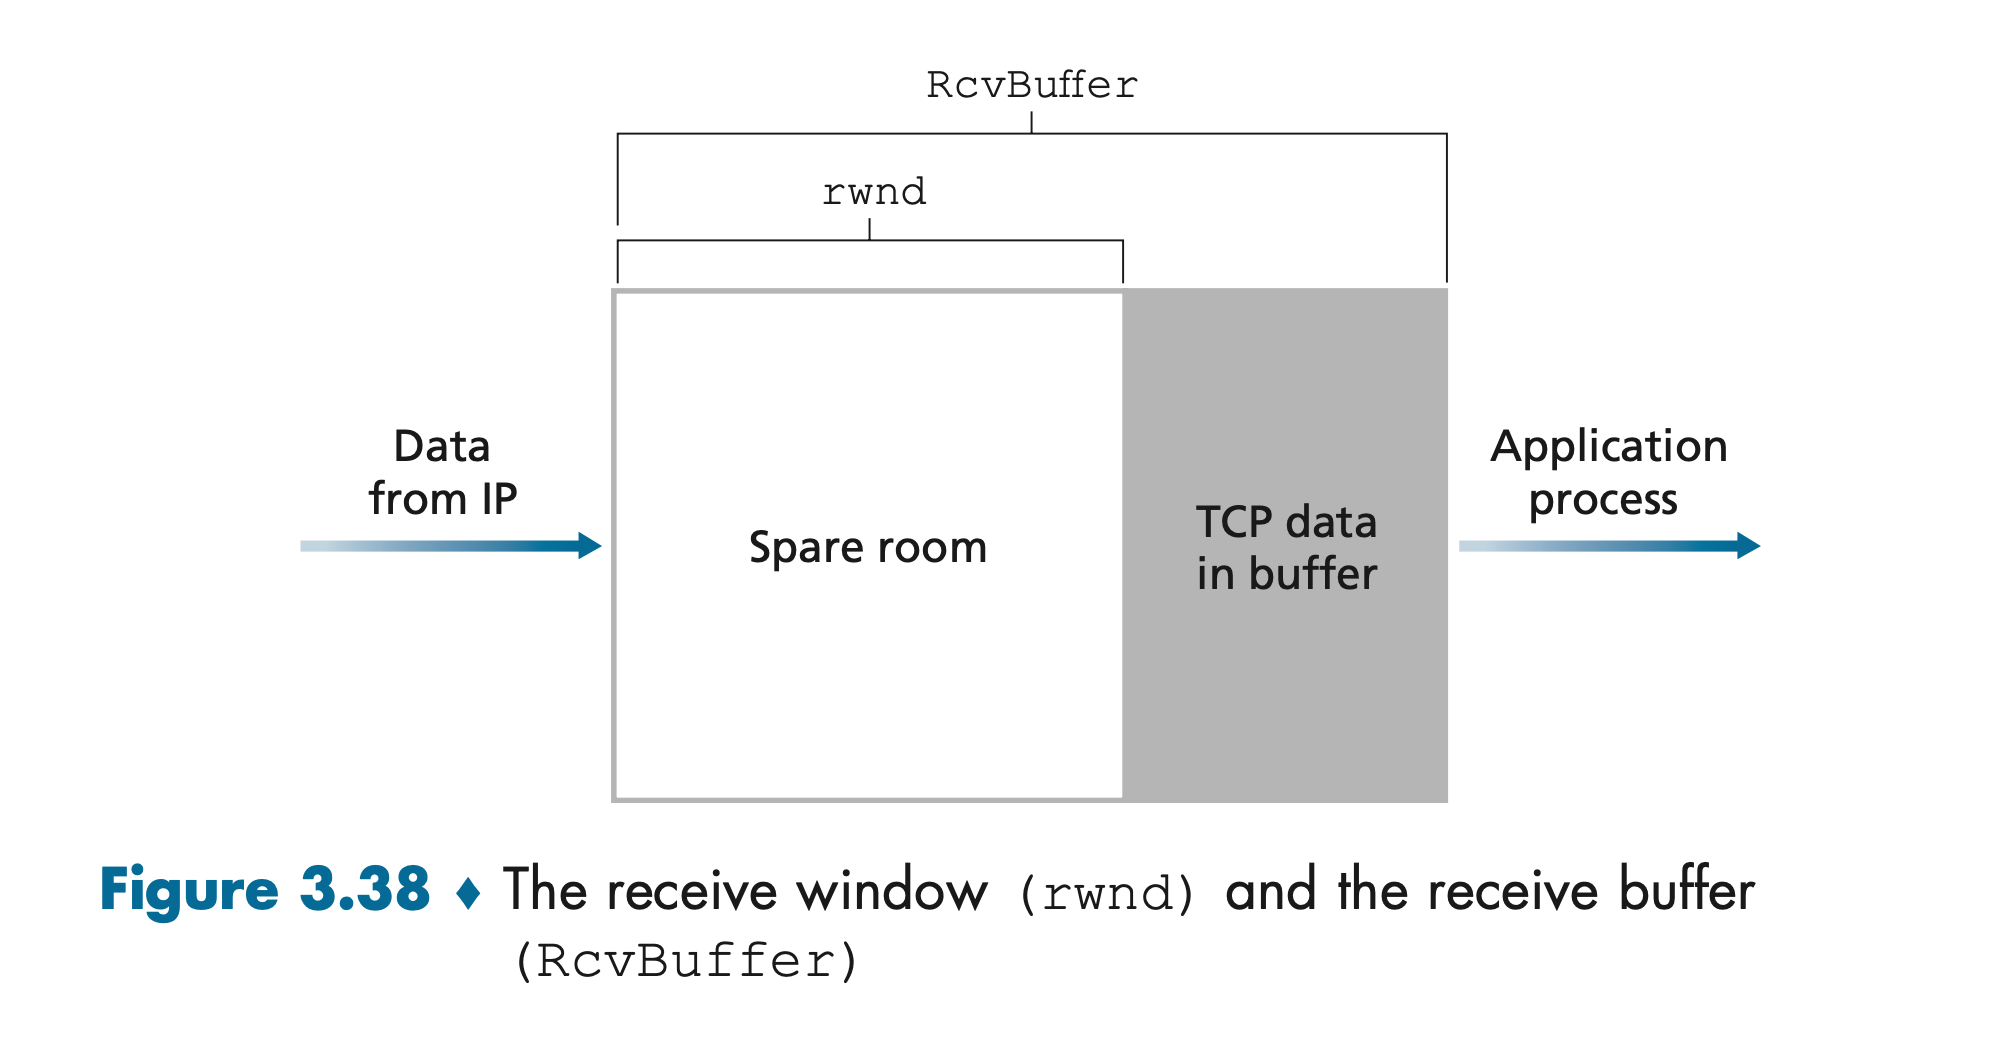 RcvBuffer
rwnd
Data
from IP
Spare room
TCP data
in buffer
Application
process
Figure 3.38 ♦ The receive window (rwnd) and the receive buffer
(RcvBuffer)